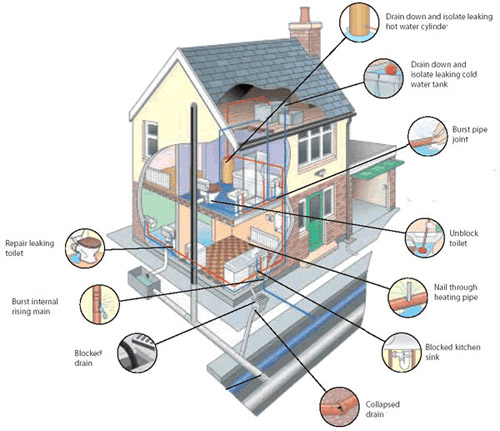 Drain down and isolate leaking
hot water cylinder
Drain down and
isolate leaking cold
water tank
Burst pipe
joint
Unblock
toilet
Repair leaking
toilet
Nail through
heating pipe
Burst internal
rising main
Blocked
drain
Blocked kitchen
sink
Collapsed
drain